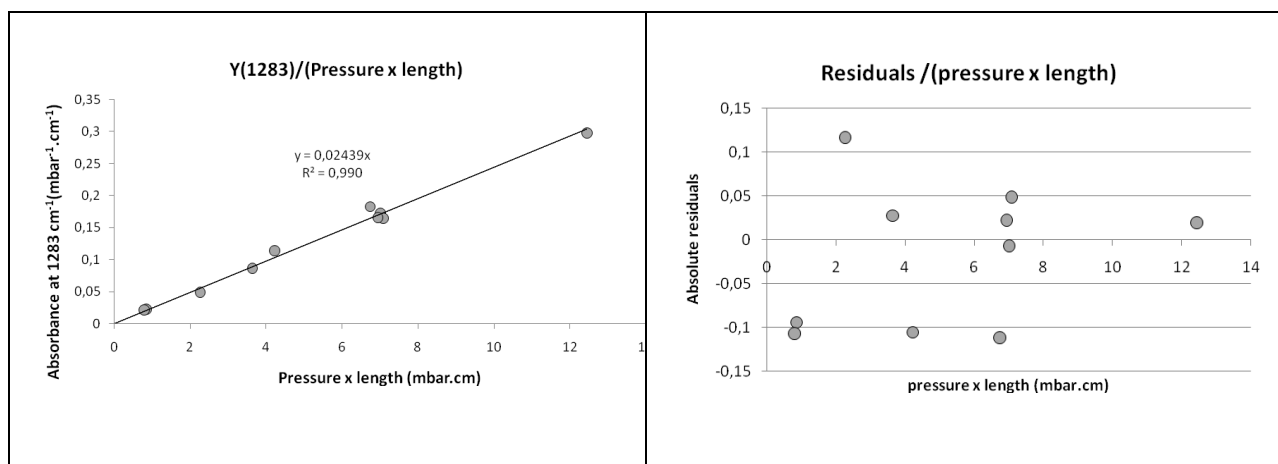 Y(1283)/(Pressure x length)
Absorbance at 1283 cm⁻¹(mbar⁻¹.cm⁻¹)
0,35
0,3
0,25
0,2
0,15
0,1
0,05
0
y = 0,02439x
R² = 0,990
0 2 4 6 8 10 12 1
Pressure x length (mbar.cm)
Residuals /(pressure x length)
Absolute residuals
0,15
0,1
0,05
0
-0,05
-0,1
-0,15
0 2 4 6 8 10 12 14
pressure x length (mbar.cm)